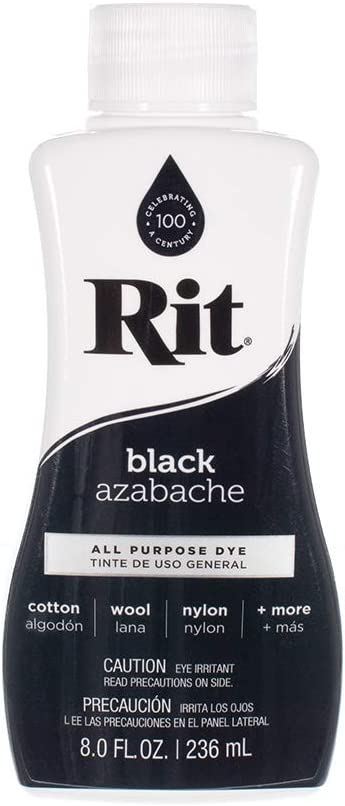 CELEBRATING
100
A CENTURY
Rit®
black
azabache
ALL PURPOSE DYE
TINTE DE USO GENERAL
cotton wool nylon + more
algodón lana nylon + más
CAUTION EYE IRRITANT
READ PRECAUTIONS ON SIDE.
PRECAUCIÓN IRRITA LOS OJOS
LEE LAS PRECAUCIONES EN EL PANEL LATERAL
8.0 FL.OZ. | 236 mL